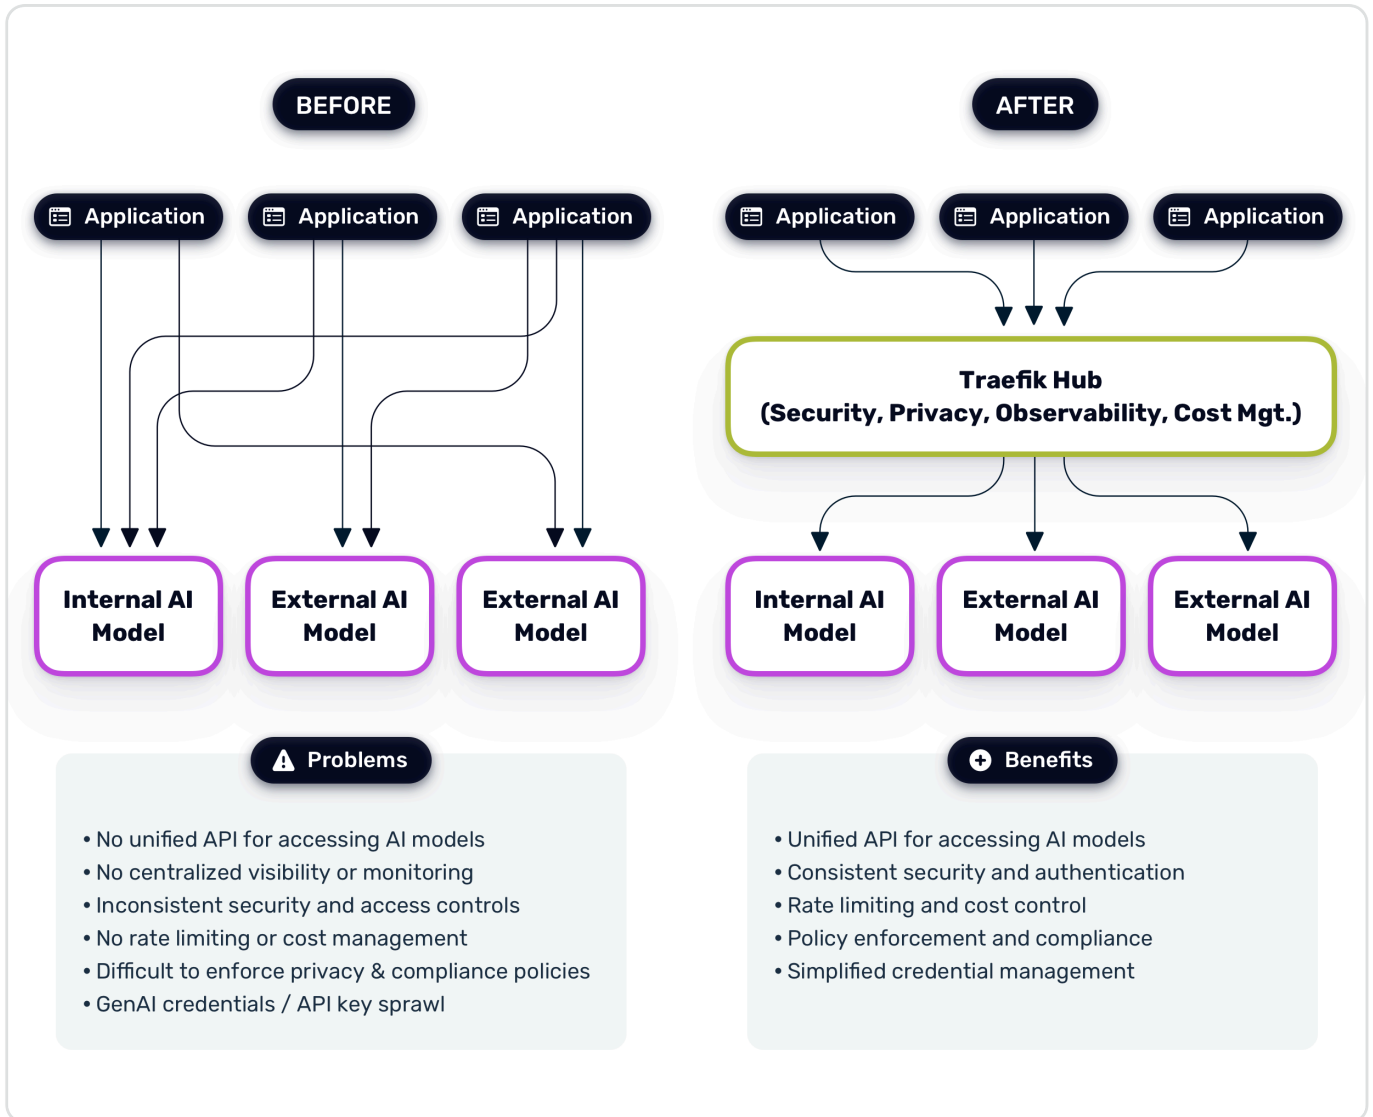 BEFORE
Application
Application
Application
Internal AI
Model
External AI
Model
External AI
Model
Problems
• No unified API for accessing AI models
• No centralized visibility or monitoring
• Inconsistent security and access controls
• No rate limiting or cost management
• Difficult to enforce privacy & compliance policies
• GenAI credentials / API key sprawl
AFTER
Application
Application
Application
Traefik Hub
(Security, Privacy, Observability, Cost Mgt.)
Internal AI
Model
External AI
Model
External AI
Model
Benefits
• Unified API for accessing AI models
• Consistent security and authentication
• Rate limiting and cost control
• Policy enforcement and compliance
• Simplified credential management